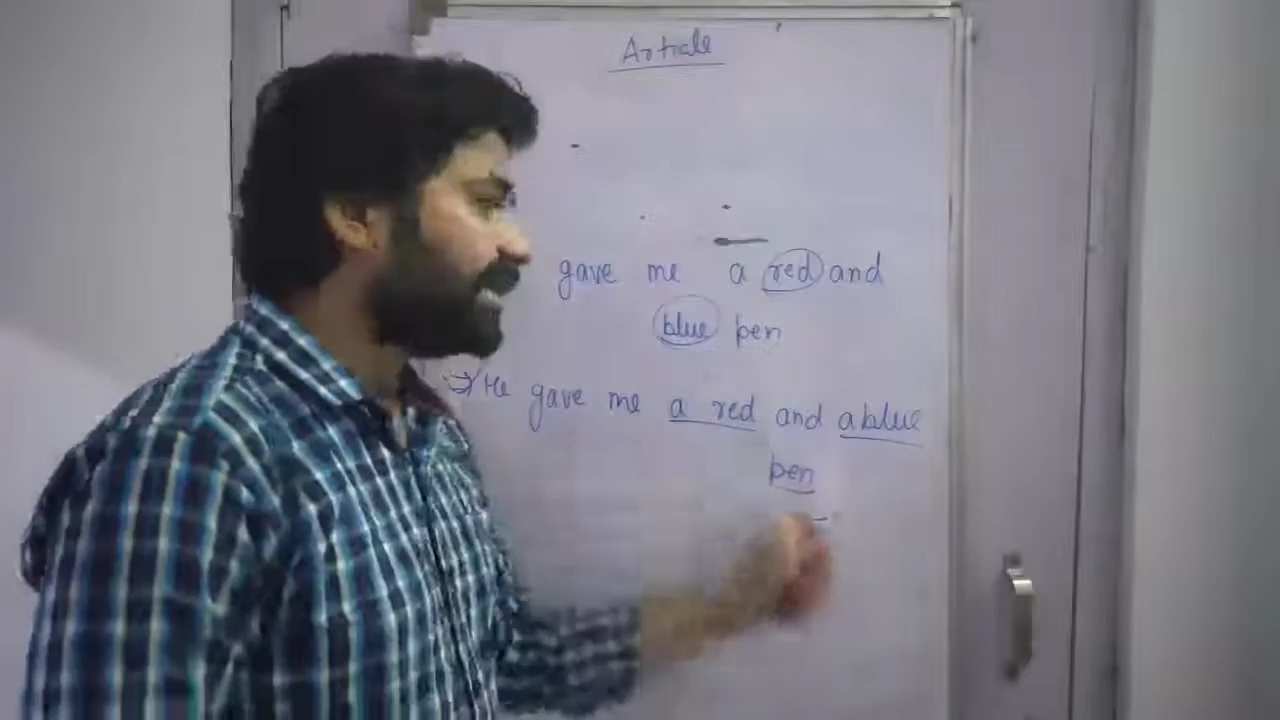 Article
gave me a red and
blue pen
He gave me a red and a blue
pen